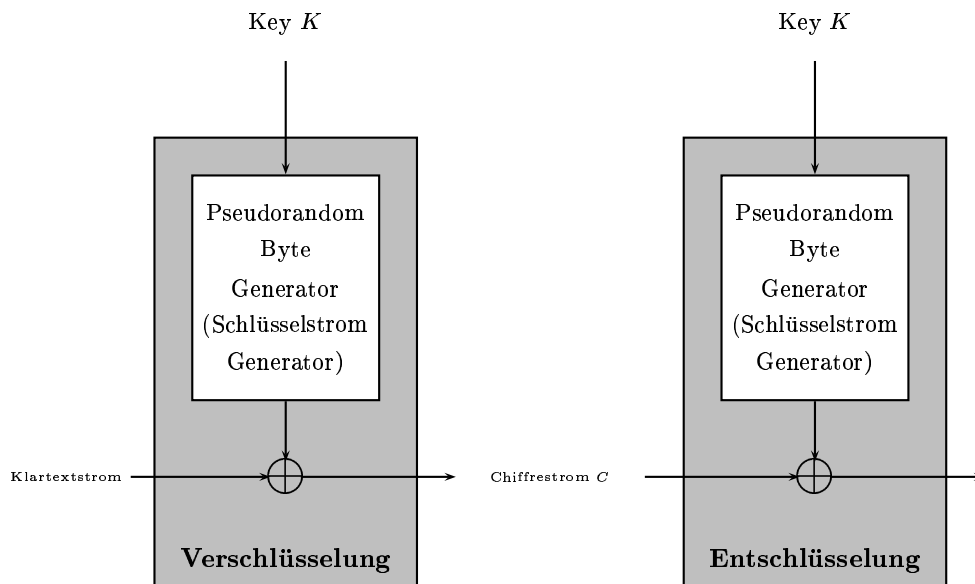 Key K
Pseudorandom
Byte
Generator
(Schlüsselstrom
Generator)
Klartextstrom
Verschlüsselung
Chiffrestrom C
Key K
Pseudorandom
Byte
Generator
(Schlüsselstrom
Generator)
Entschlüsselung